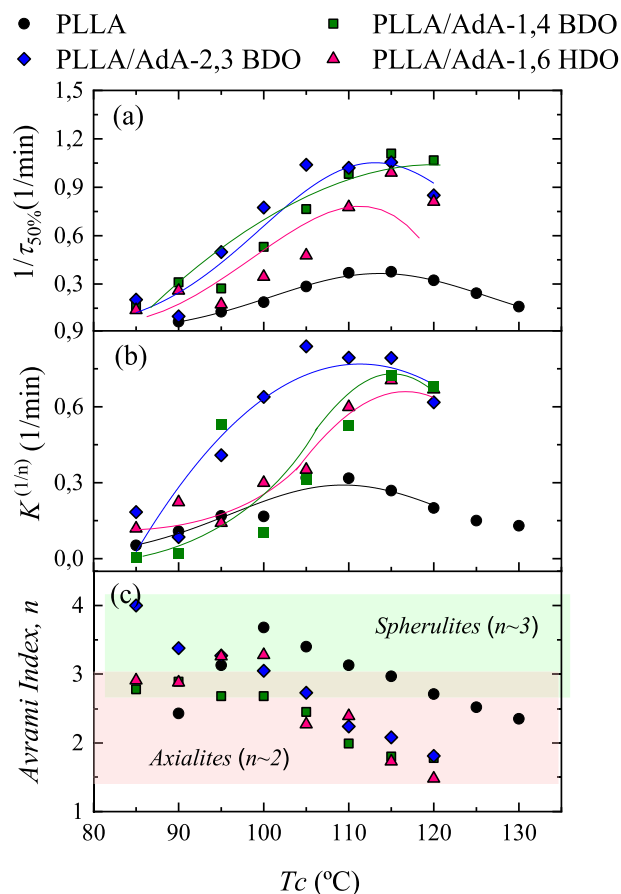 PLLA
PLLA/AdA-1,4 BDO
PLLA/AdA-2,3 BDO
PLLA/AdA-1,6 HDO
(a)
1/τ50%(1/min)
1,5
1,2
0,9
0,6
0,3
0,9
(b)
K(1/n) (1/min)
0,6
0,3
0,0
(c)
Avrami Index, n
4
3
2
1
Spherulites (n~3)
Axialites (n~2)
80 90 100 110 120 130
Tc (ºC)